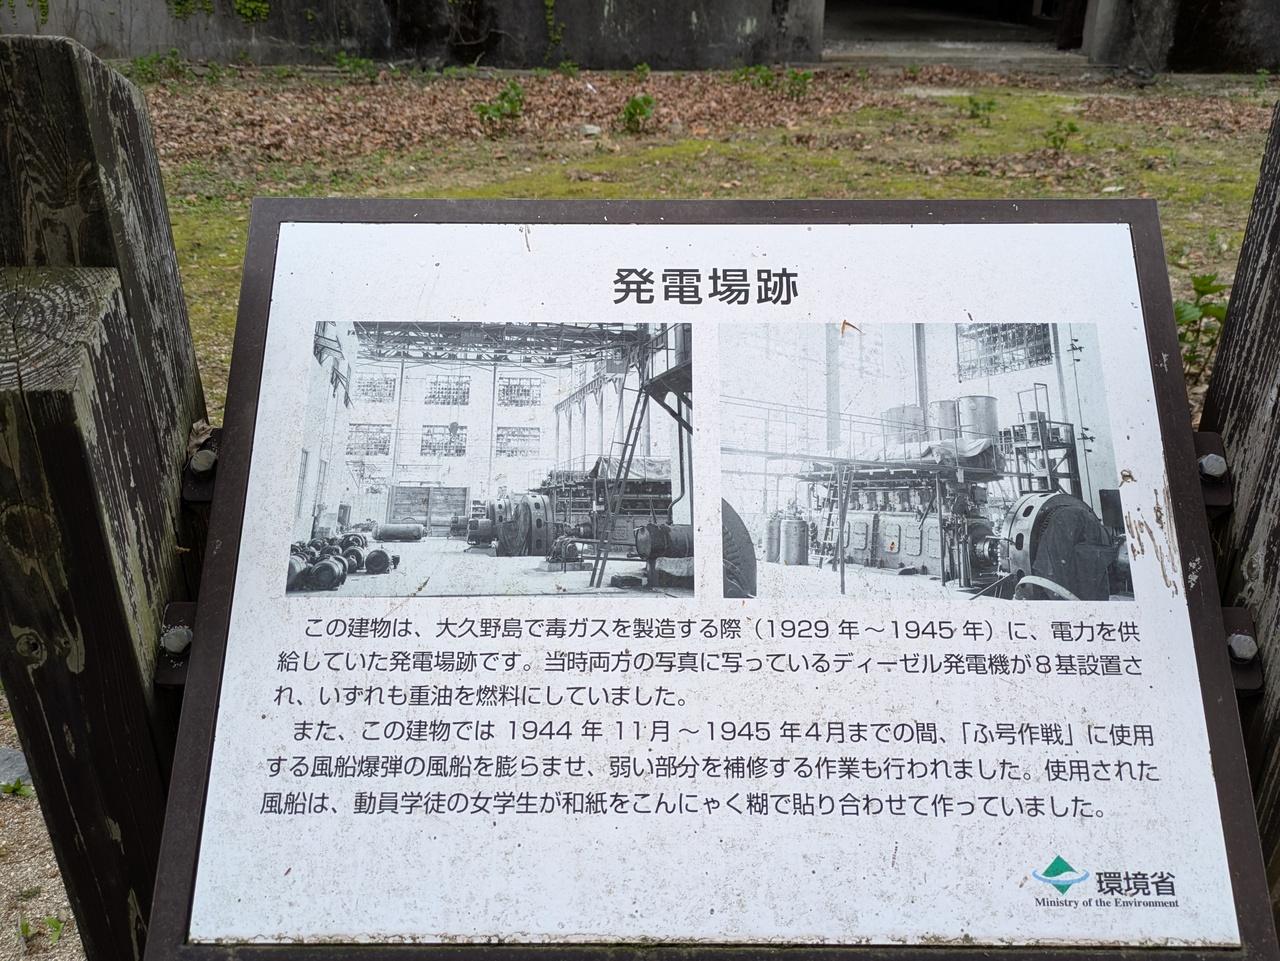 発電場跡
この建物は、大久野島で毒ガスを製造する際（1929 年～1945 年）に、電力を供
給していた発電場跡です。当時両方の写真に写っているディーゼル発電機が８基設置さ
れ、いずれも重油を燃料にしていました。
また、この建物では 1944 年 11月 ～1945 年4月までの間、「ふ号作戦」に使用
する風船爆弾の風船を膨らませ、弱い部分を補修する作業も行われました。使用された
風船は、動員学徒の女学生が和紙をこんにゃく糊で貼り合わせて作っていました。
環境省
Ministry of the Environment